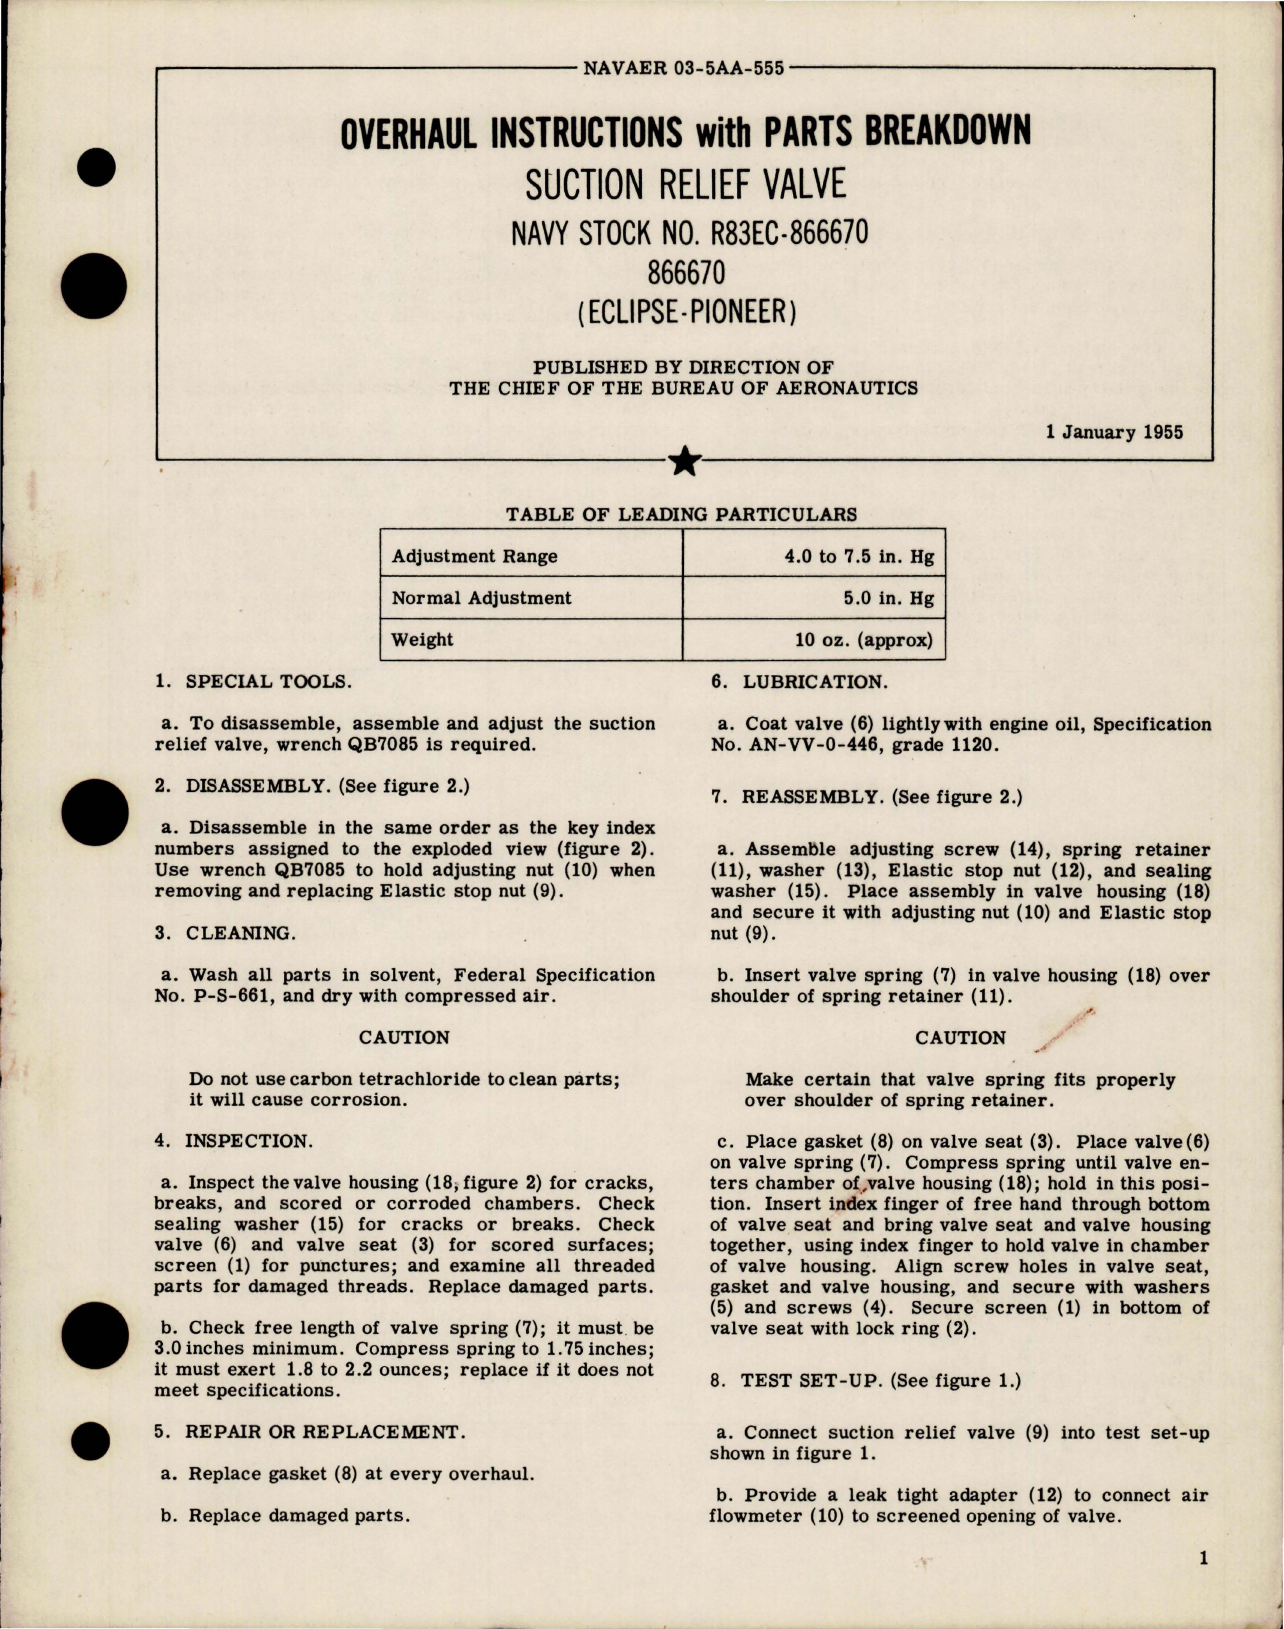 NAVAER 03-5AA-555
OVERHAUL INSTRUCTIONS with PARTS BREAKDOWN
SUCTION RELIEF VALVE
NAVY STOCK NO. R83EC-866670
866670
(ECLIPSE-PIONEER)
PUBLISHED BY DIRECTION OF
THE CHIEF OF THE BUREAU OF AERONAUTICS
1 January 1955
TABLE OF LEADING PARTICULARS
Adjustment Range 4.0 to 7.5 in. Hg
Normal Adjustment 5.0 in. Hg
Weight 10 oz. (approx)
1. SPECIAL TOOLS.
a. To disassemble, assemble and adjust the suction
relief valve, wrench QB7085 is required.
2. DISASSEMBLY. (See figure 2.)
a. Disassemble in the same order as the key index
numbers assigned to the exploded view (figure 2).
Use wrench QB7085 to hold adjusting nut (10) when
removing and replacing Elastic stop nut (9).
3. CLEANING.
a. Wash all parts in solvent, Federal Specification
No. P-S-661, and dry with compressed air.
CAUTION
Do not use carbon tetrachloride to clean parts;
it will cause corrosion.
4. INSPECTION.
a. Inspect the valve housing (18, figure 2) for cracks,
breaks, and scored or corroded chambers. Check
sealing washer (15) for cracks or breaks. Check
valve (6) and valve seat (3) for scored surfaces;
screen (1) for punctures; and examine all threaded
parts for damaged threads. Replace damaged parts.
b. Check free length of valve spring (7); it must be
3.0 inches minimum. Compress spring to 1.75 inches;
it must exert 1.8 to 2.2 ounces; replace if it does not
meet specifications.
5. REPAIR OR REPLACEMENT.
a. Replace gasket (8) at every overhaul.
b. Replace damaged parts.
6. LUBRICATION.
a. Coat valve (6) lightly with engine oil, Specification
No. AN-VV-0-446, grade 1120.
7. REASSEMBLY. (See figure 2.)
a. Assemble adjusting screw (14), spring retainer
(11), washer (13), Elastic stop nut (12), and sealing
washer (15). Place assembly in valve housing (18)
and secure it with adjusting nut (10) and Elastic stop
nut (9).
b. Insert valve spring (7) in valve housing (18) over
shoulder of spring retainer (11).
CAUTION
Make certain that valve spring fits properly
over shoulder of spring retainer.
c. Place gasket (8) on valve seat (3). Place valve (6)
on valve spring (7). Compress spring until valve en-
ters chamber of valve housing (18); hold in this posi-
tion. Insert index finger of free hand through bottom
of valve seat and bring valve seat and valve housing
together, using index finger to hold valve in chamber
of valve housing. Align screw holes in valve seat,
gasket and valve housing, and secure with washers
(5) and screws (4). Secure screen (1) in bottom of
valve seat with lock ring (2).
8. TEST SET-UP. (See figure 1.)
a. Connect suction relief valve (9) into test set-up
shown in figure 1.
b. Provide a leak tight adapter (12) to connect air
flowmeter (10) to screened opening of valve.
1